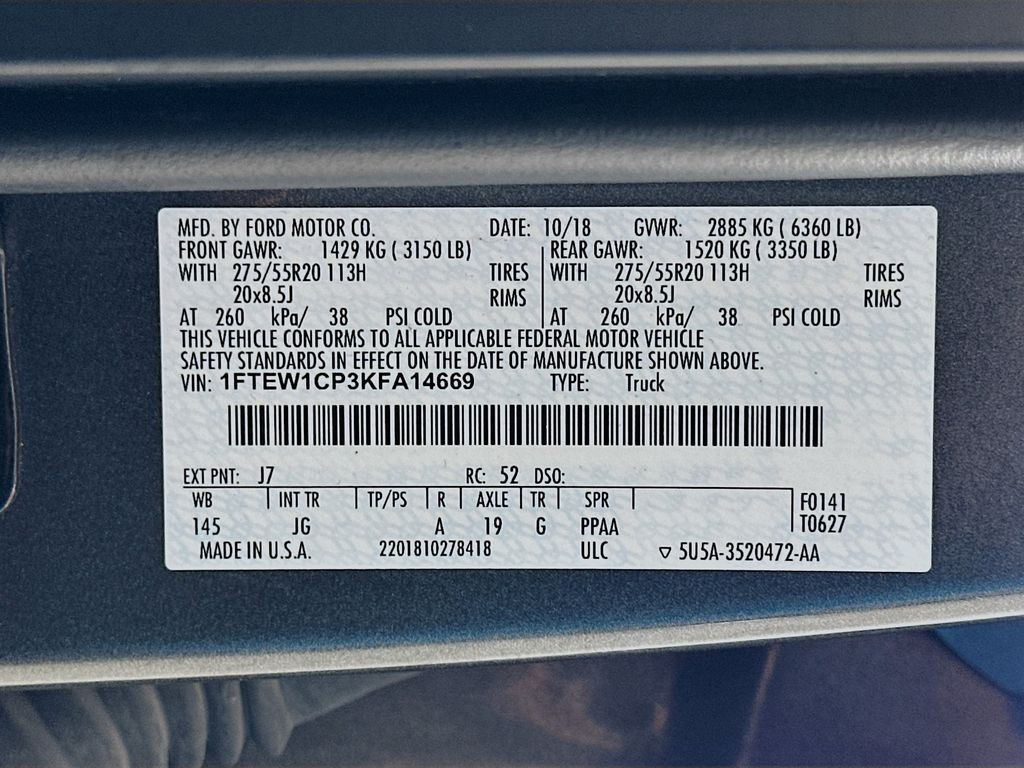 MFD. BY FORD MOTOR CO. DATE: 10/18 GVWR: 2885 KG ( 6360 LB)
FRONT GAWR: 1429 KG ( 3150 LB) REAR GAWR: 1520 KG ( 3350 LB)
WITH 275/55R20 113H TIRES WITH 275/55R20 113H TIRES
20x8.5J RIMS 20x8.5J RIMS
AT 260 kPa/ 38 PSI COLD AT 260 kPa/ 38 PSI COLD
THIS VEHICLE CONFORMS TO ALL APPLICABLE FEDERAL MOTOR VEHICLE
SAFETY STANDARDS IN EFFECT ON THE DATE OF MANUFACTURE SHOWN ABOVE.
VIN: 1FTEW1CP3KFA14669 TYPE: Truck
EXT PNT: J7 RC: 52 DSO:
WB INT TR TP/PS R AXLE TR SPR F0141
145 JG A 19 G PPAA T0627
MADE IN U.S.A. 2201810278418 ULC ▽ 5U5A-3520472-AA